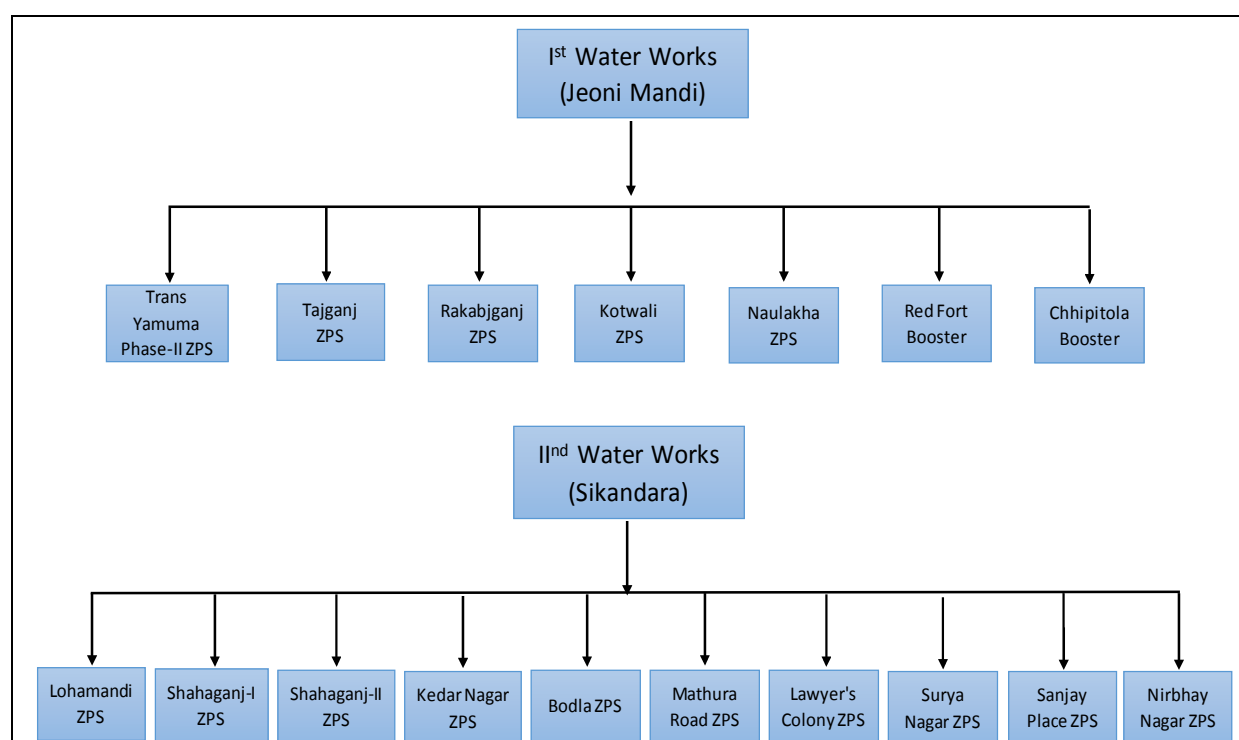 Ist Water Works
(Jeoni Mandi)
Trans
Yamuma
Phase-II ZPS
Tajganj
ZPS
Rakabjganj
ZPS
Kotwali
ZPS
Naulakha
ZPS
Red Fort
Booster
Chhipitola
Booster
IInd Water Works
(Sikandara)
Lohamandi
ZPS
Shahaganj-I
ZPS
Shahaganj-II
ZPS
Kedar Nagar
ZPS
Bodla ZPS
Mathura
Road ZPS
Lawyer's
Colony ZPS
Surya
Nagar ZPS
Sanjay
Place ZPS
Nirbhay
Nagar ZPS